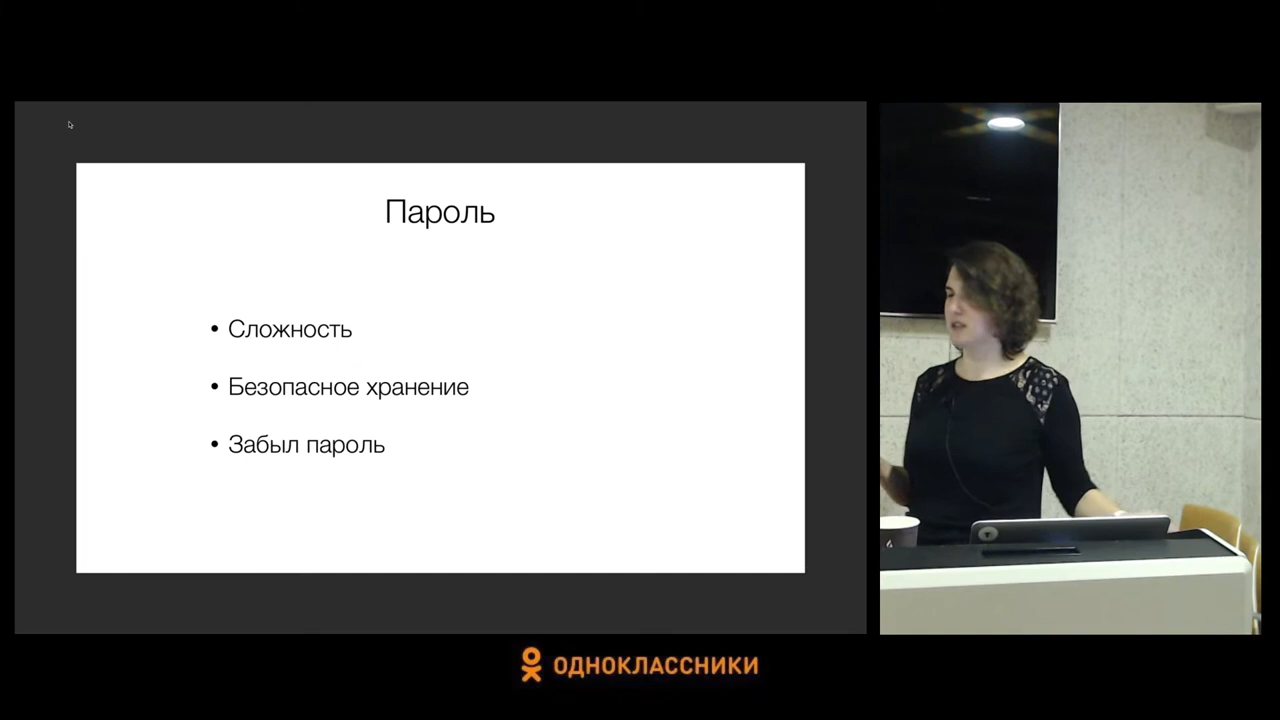 Пароль
• Сложность
• Безопасное хранение
• Забыл пароль
ОДНОКЛАССНИКИ